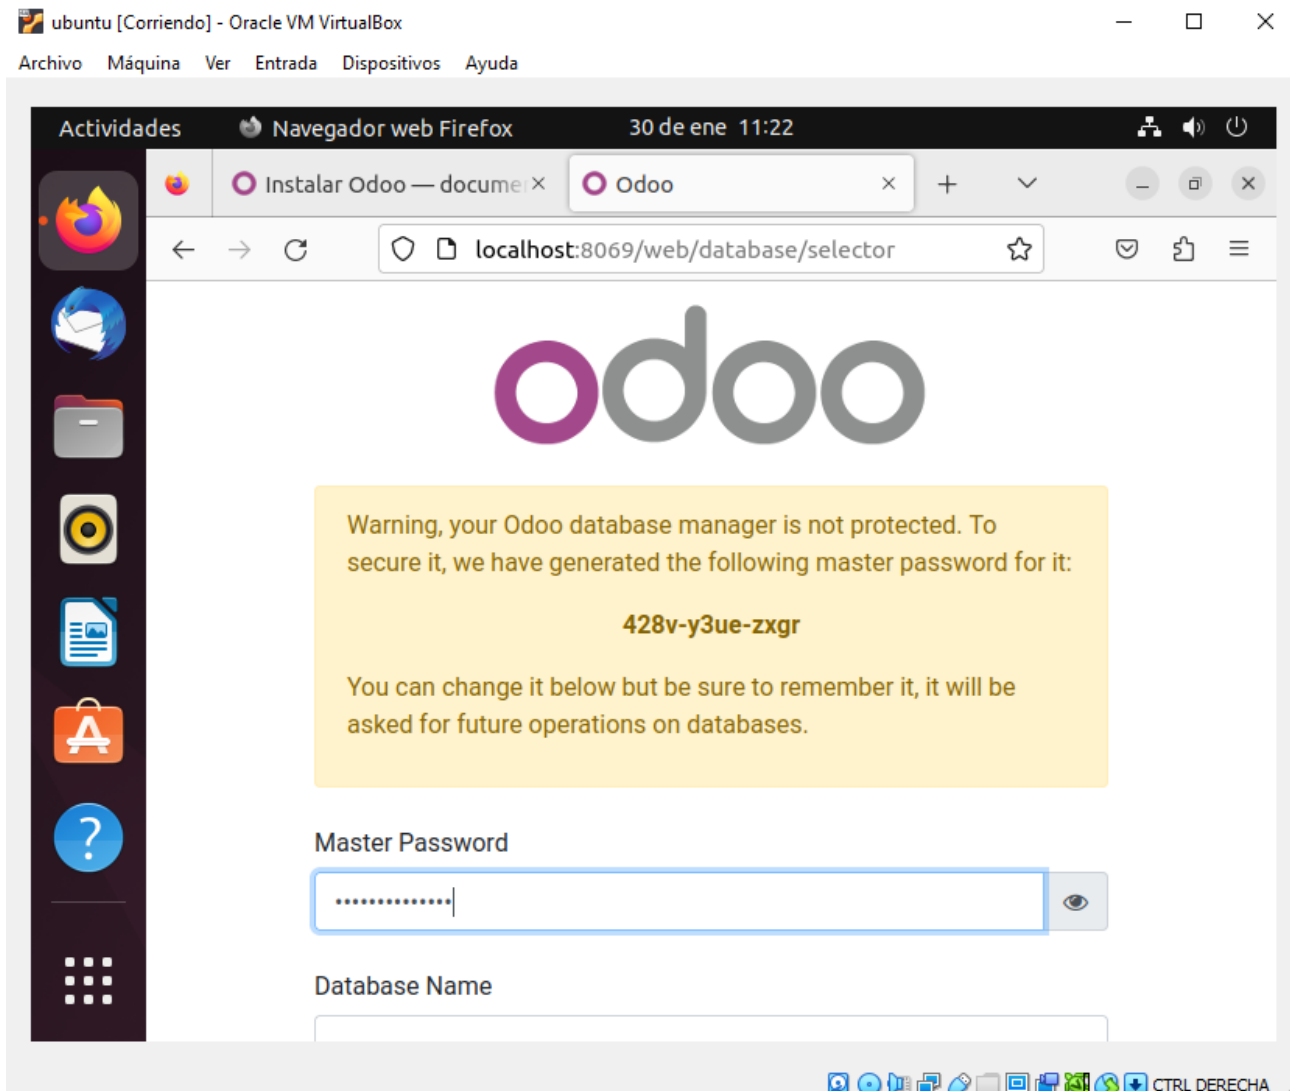 ubuntu [Corriendo] - Oracle VM VirtualBox
Archivo Máquina Ver Entrada Dispositivos Ayuda
Actividades Navegador web Firefox 30 de ene 11:22
Instalar Odoo — documen Odoo
localhost:8069/web/database/selector
odoo
Warning, your Odoo database manager is not protected. To
secure it, we have generated the following master password for it:
428v-y3ue-zxgr
You can change it below but be sure to remember it, it will be
asked for future operations on databases.
Master Password
••••••••••••••
Database Name
CTRL DERECHA